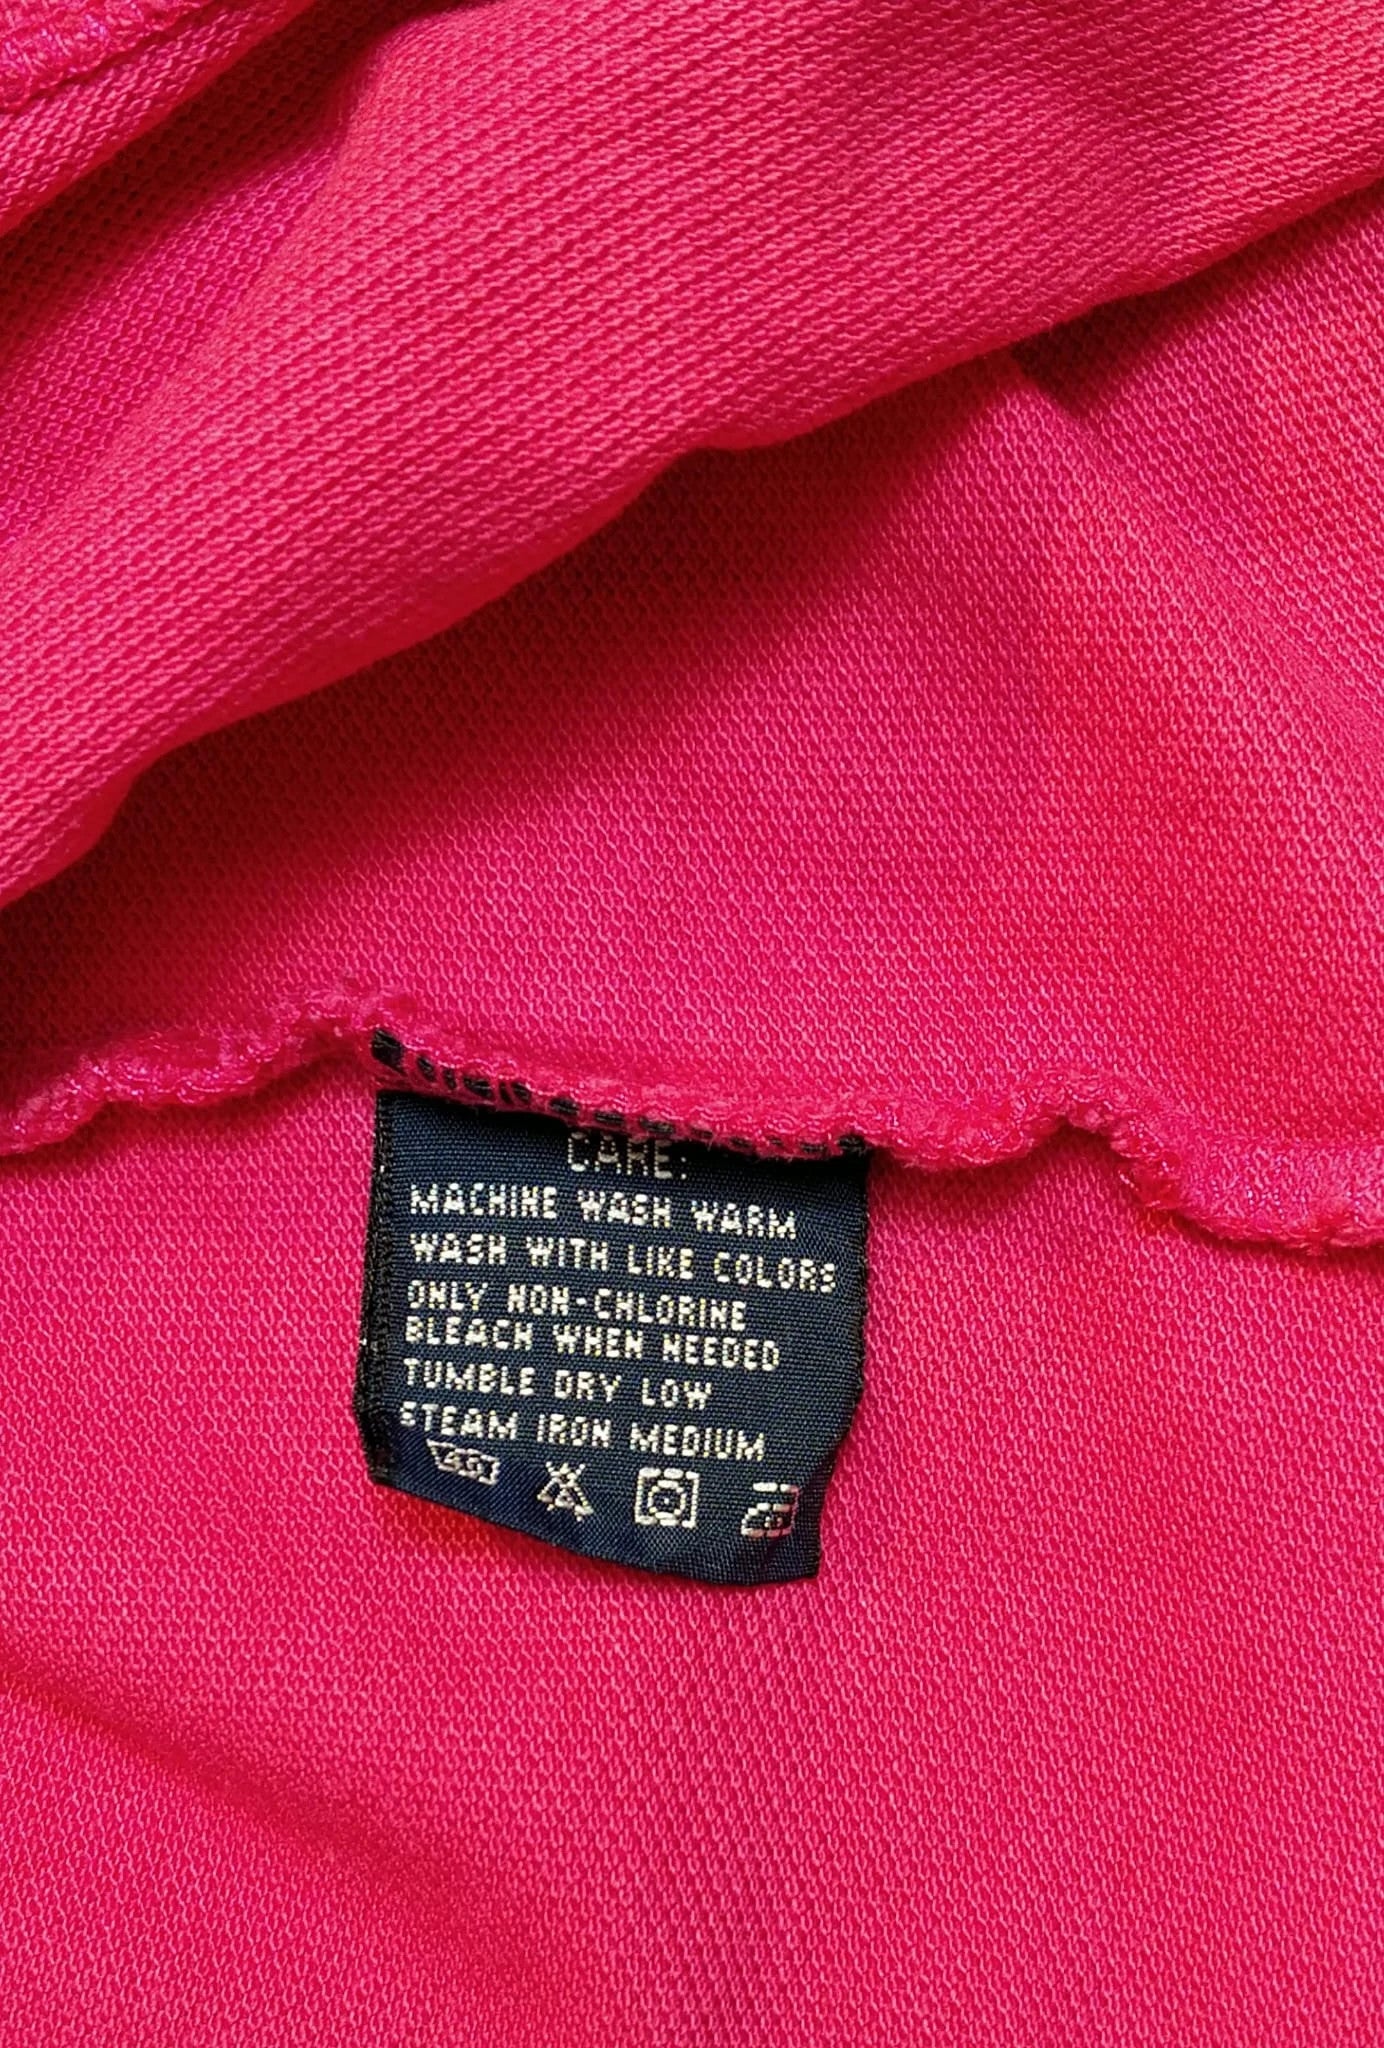 CARE:
MACHINE WASH WARM
WASH WITH LIKE COLORS
ONLY NON-CHLORINE
BLEACH WHEN NEEDED
TUMBLE DRY LOW
STEAM IRON MEDIUM
40